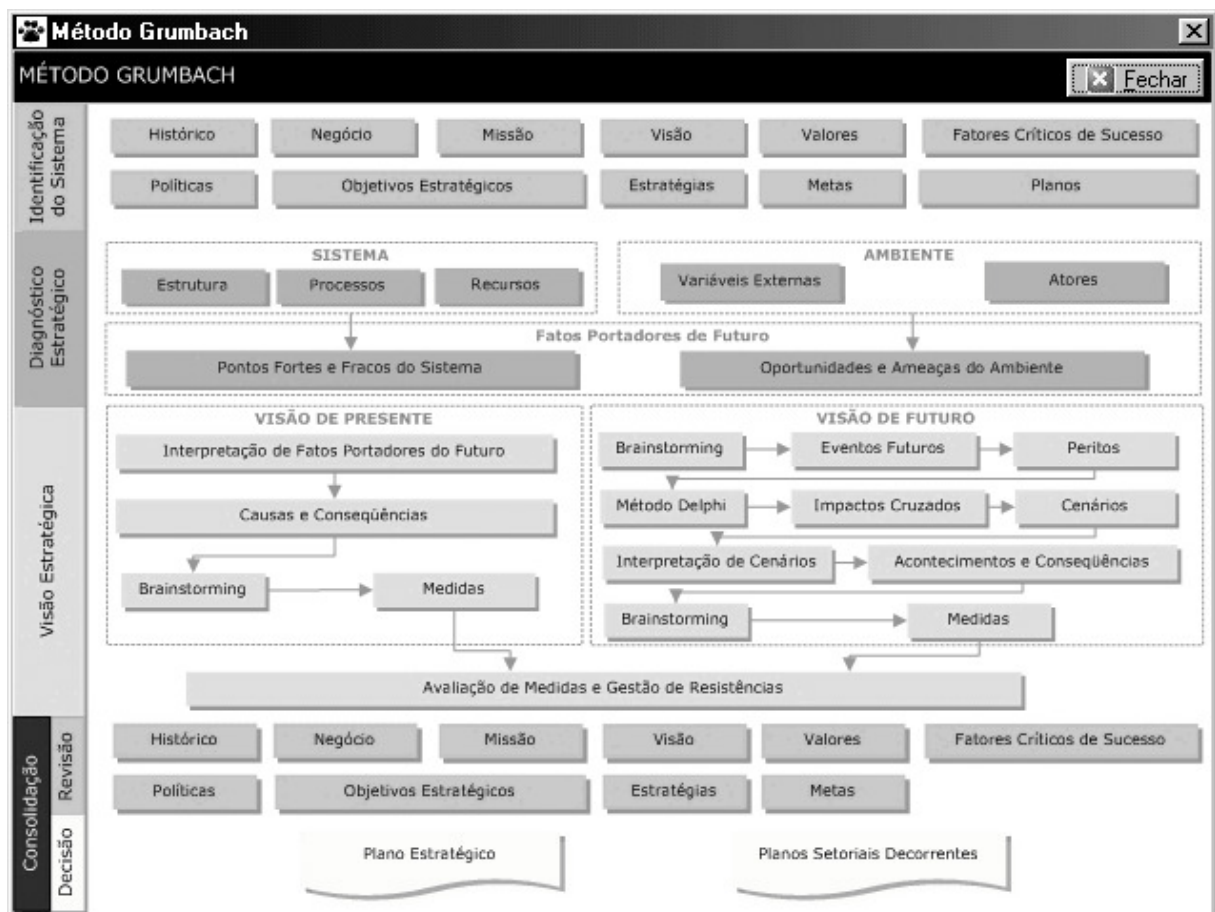 Método Grumbach
MÉTODO GRUMBACH
Fechar
Identificação
do Sistema
Histórico
Negócio
Missão
Visão
Valores
Fatores Críticos de Sucesso
Políticas
Objetivos Estratégicos
Estratégias
Metas
Planos
Diagnóstico
Estratégico
SISTEMA
Estrutura
Processos
Recursos
AMBIENTE
Variáveis Externas
Atores
Fatos Portadores de Futuro
Pontos Fortes e Fracos do Sistema
Oportunidades e Ameaças do Ambiente
Visão Estratégica
VISÃO DE PRESENTE
Interpretação de Fatos Portadores do Futuro
Causas e Conseqüências
Brainstorming
Medidas
VISÃO DE FUTURO
Brainstorming
Eventos Futuros
Peritos
Método Delphi
Impactos Cruzados
Cenários
Interpretação de Cenários
Acontecimentos e Conseqüências
Brainstorming
Medidas
Avaliação de Medidas e Gestão de Resistências
Consolidação
Revisão
Histórico
Negócio
Missão
Visão
Valores
Fatores Críticos de Sucesso
Políticas
Objetivos Estratégicos
Estratégias
Metas
Decisão
Plano Estratégico
Planos Setoriais Decorrentes